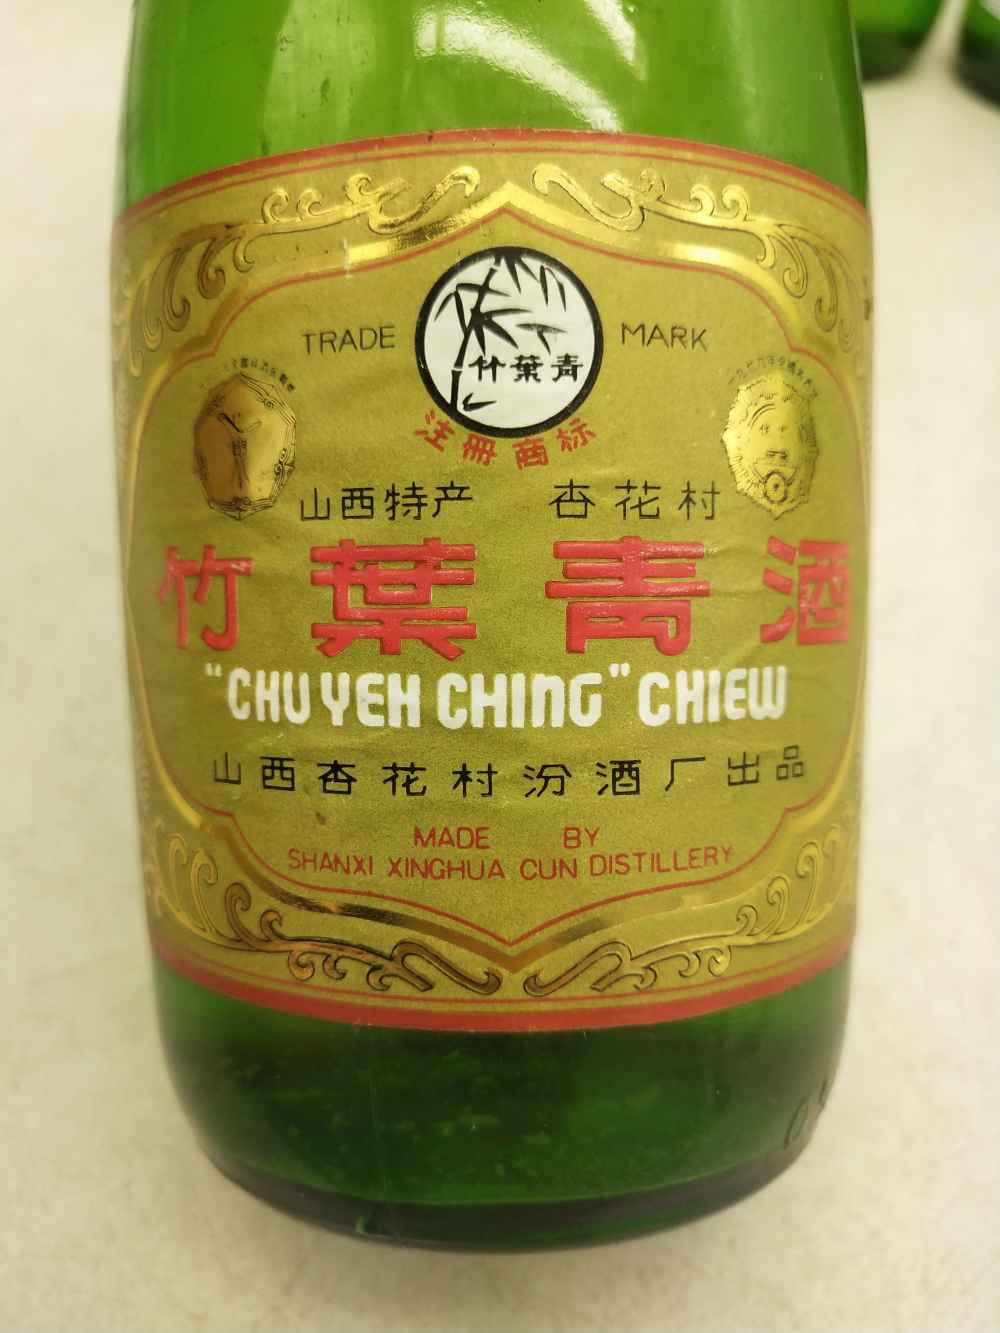 TRADE MARK
竹葉青
注冊商标
山西特产 杏花村
竹葉青酒
"CHU YEH CHING" CHIEW
山西杏花村汾酒厂出品
MADE BY
SHANXI XINGHUA CUN DISTILLERY